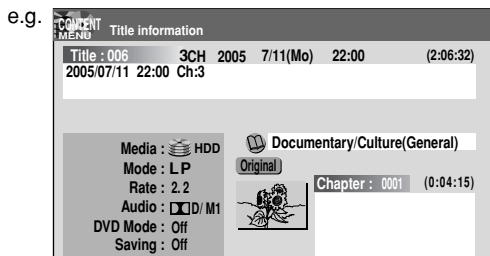 e.g.
CONTENT MENU Title information
Title : 006 3CH 2005 7/11(Mo) 22:00 (2:06:32)
2005/07/11 22:00 Ch:3
Media : HDD
Documentary/Culture(General)
Mode : LP
Original
Rate : 2.2
Chapter : 0001 (0:04:15)
Audio : D/M1
DVD Mode : Off
Saving : Off